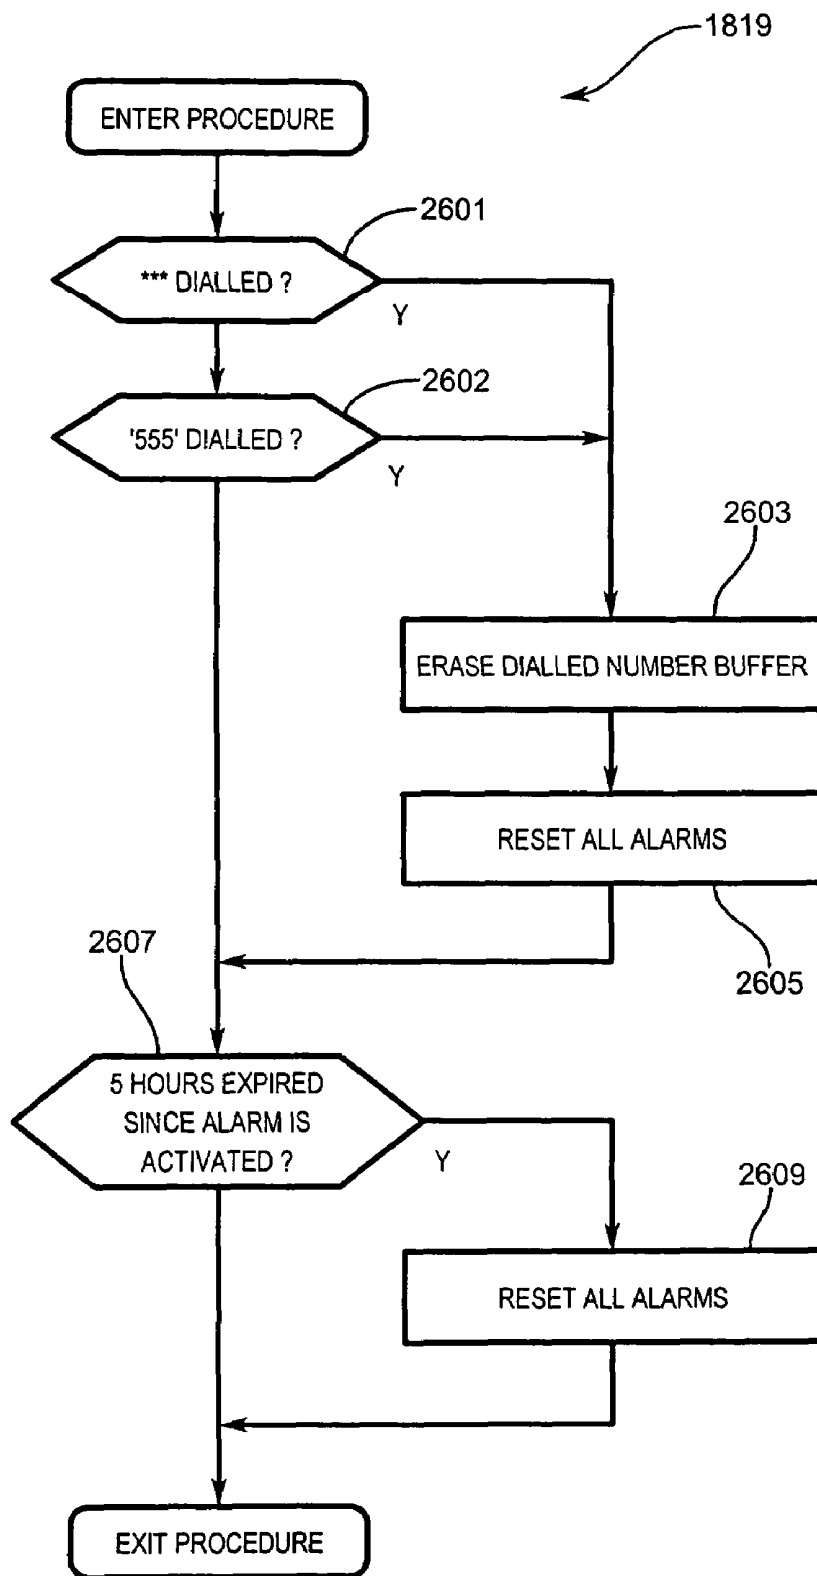 1819
ENTER PROCEDURE
2601
*** DIALLED ?
Y
2602
'555' DIALLED ?
Y
2603
ERASE DIALLED NUMBER BUFFER
RESET ALL ALARMS
2605
2607
5 HOURS EXPIRED
SINCE ALARM IS
ACTIVATED ?
Y
2609
RESET ALL ALARMS
EXIT PROCEDURE